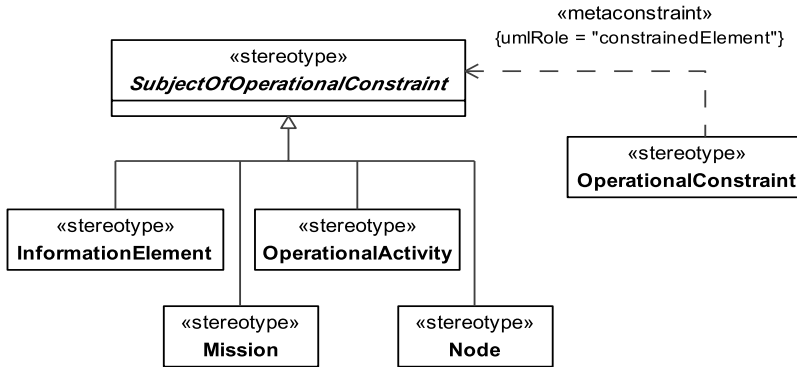 «metaconstraint»
{umlRole = "constrainedElement"}
«stereotype»
SubjectOfOperationalConstraint
«stereotype»
OperationalConstraint
«stereotype»
InformationElement
«stereotype»
OperationalActivity
«stereotype»
Mission
«stereotype»
Node